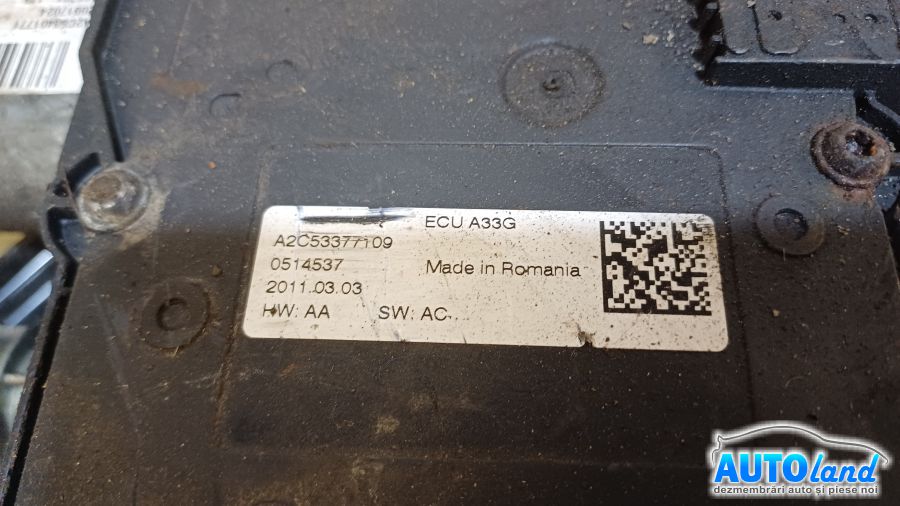 A2C53401771
ECU A33G
A2C53377109
0514537
Made in Romania
2011.03.03
HW: AA SW: AC
AUTOland
dezmembrări auto și piese noi